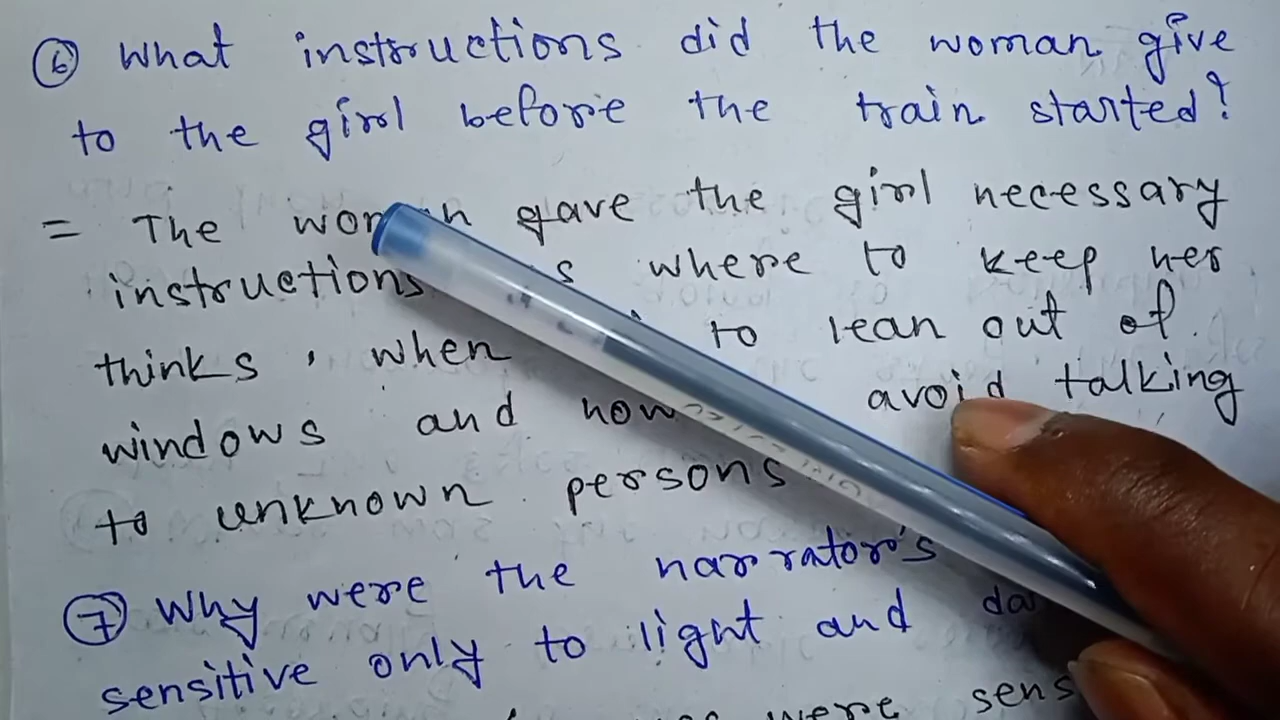 6 What instructions did the woman give
to the girl before the train started?
= The woman gave the girl necessary
instructions where to keep her
thinks, when to lean out of
windows and how avoid talking
to unknown persons
7 Why were the narrator's
sensitive only to light and
were